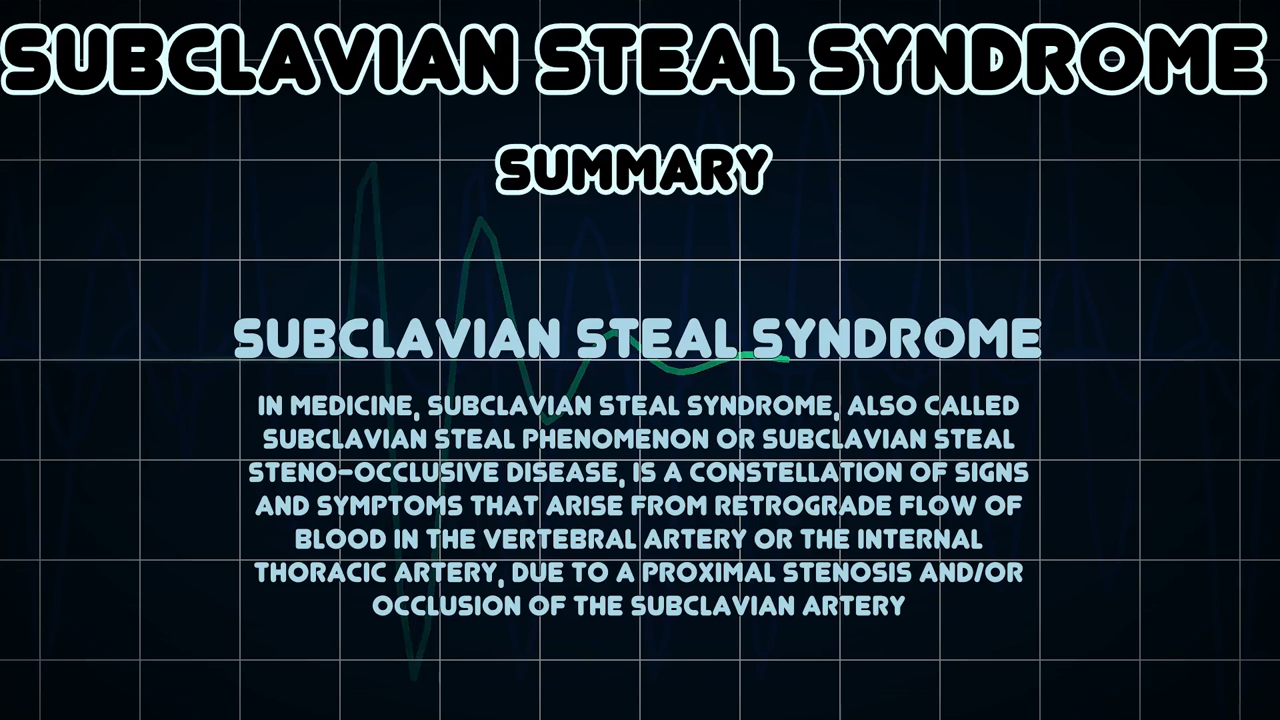 SUBCLAVIAN STEAL SYNDROME
SUMMARY
SUBCLAVIAN STEAL SYNDROME
IN MEDICINE, SUBCLAVIAN STEAL SYNDROME, ALSO CALLED
SUBCLAVIAN STEAL PHENOMENON OR SUBCLAVIAN STEAL
STENO-OCCLUSIVE DISEASE, IS A CONSTELLATION OF SIGNS
AND SYMPTOMS THAT ARISE FROM RETROGRADE FLOW OF
BLOOD IN THE VERTEBRAL ARTERY OR THE INTERNAL
THORACIC ARTERY, DUE TO A PROXIMAL STENOSIS AND/OR
OCCLUSION OF THE SUBCLAVIAN ARTERY